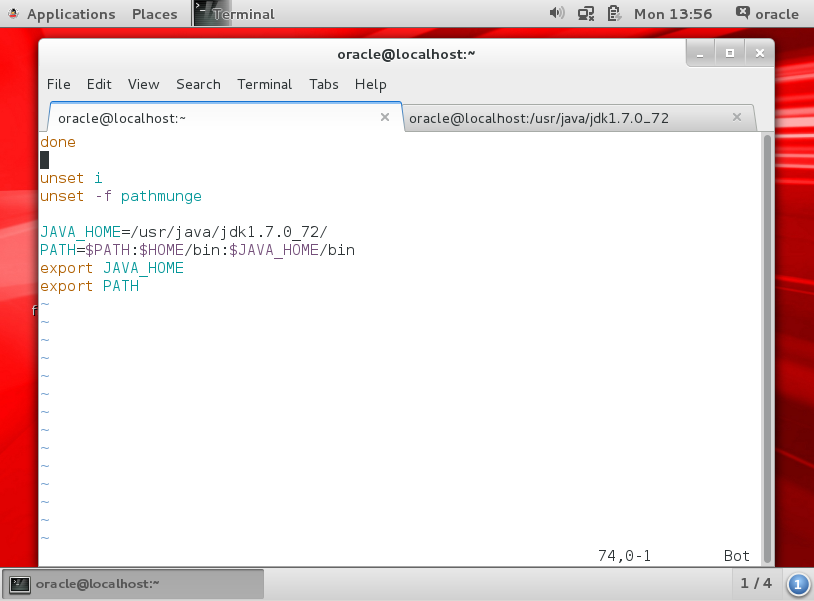 Applications Places Terminal Mon 13:56 oracle
oracle@localhost:~
File Edit View Search Terminal Tabs Help
oracle@localhost:~ oracle@localhost:/usr/java/jdk1.7.0_72
done
unset i
unset -f pathmunge
JAVA_HOME=/usr/java/jdk1.7.0_72/
PATH=$PATH:$HOME/bin:$JAVA_HOME/bin
export JAVA_HOME
export PATH
~
~
~
~
~
~
~
~
~
~
~
~
~
~
f
74,0-1 Bot
oracle@localhost:~ 1 / 4 1